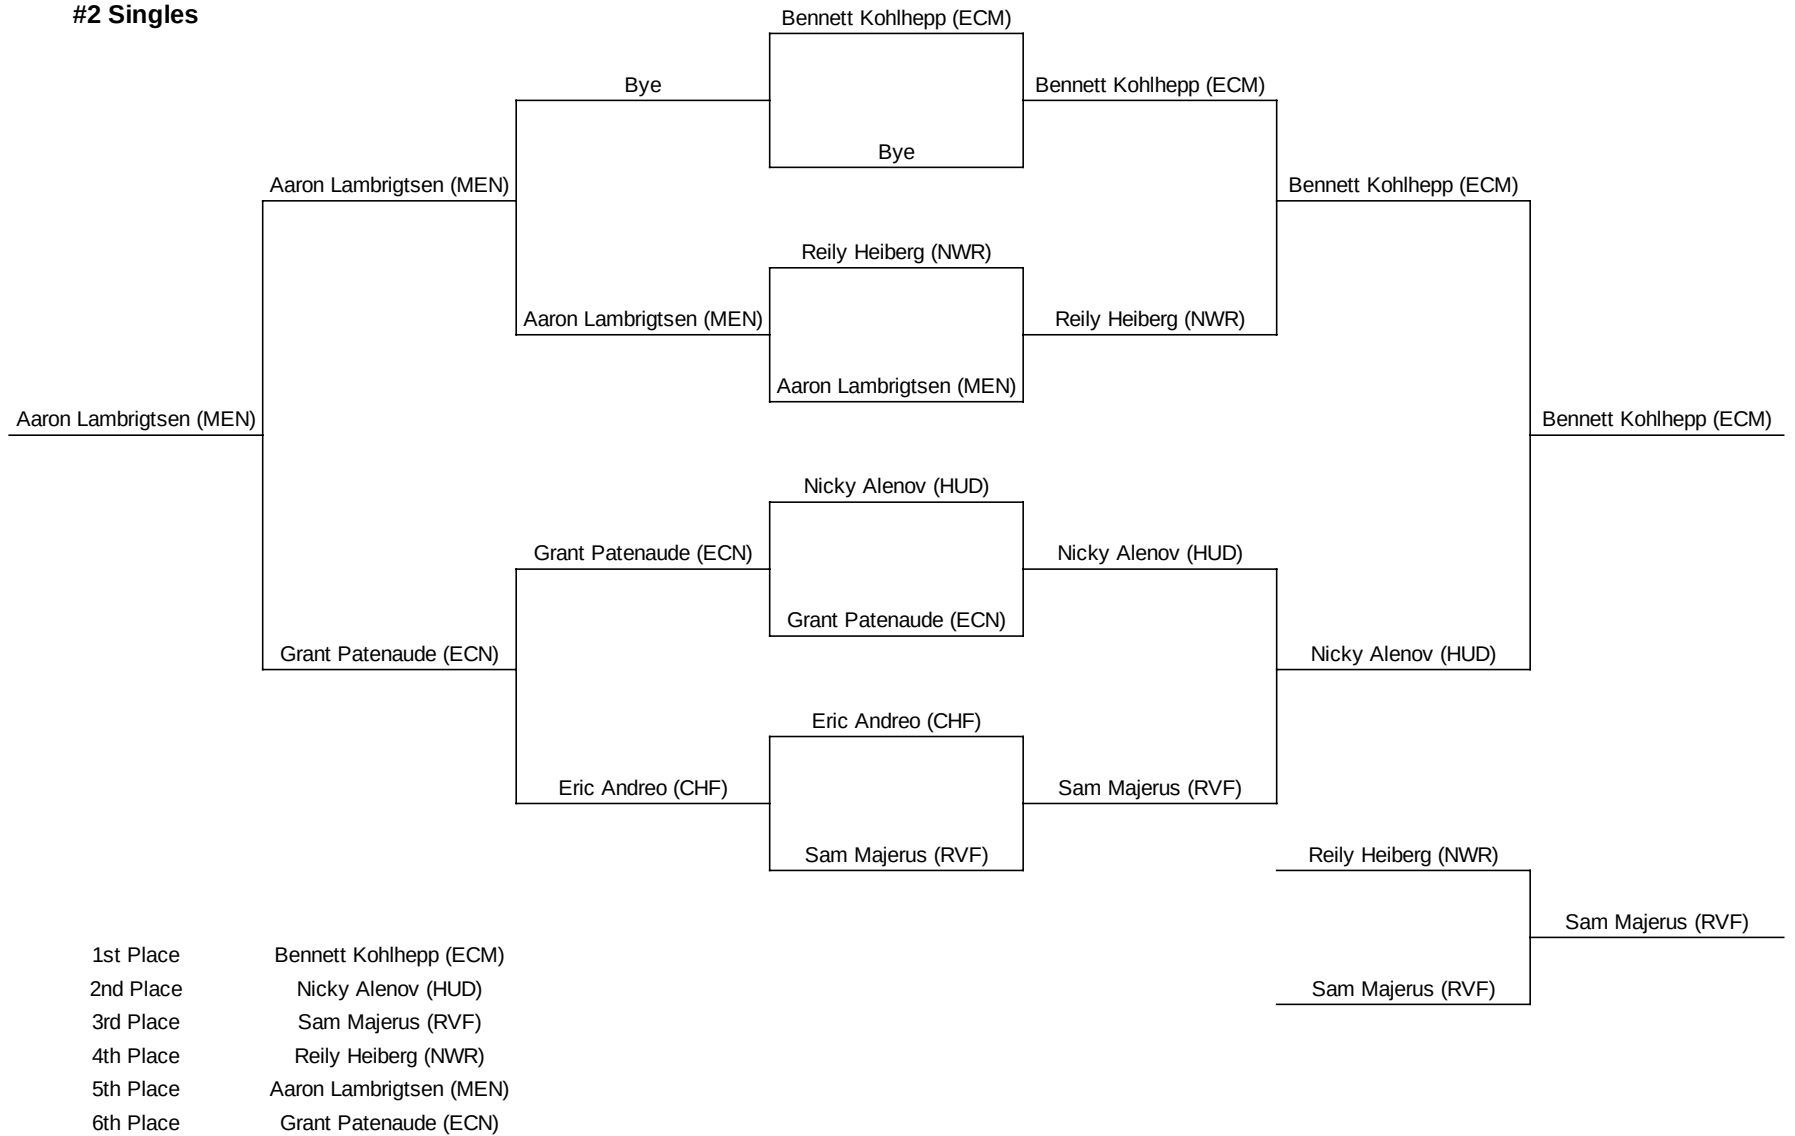 #2 Singles
Bennett Kohlhepp (ECM)
Bye
Bennett Kohlhepp (ECM)
Bye
Aaron Lambrigtsen (MEN)
Bennett Kohlhepp (ECM)
Reily Heiberg (NWR)
Aaron Lambrigtsen (MEN)
Reily Heiberg (NWR)
Aaron Lambrigtsen (MEN)
Aaron Lambrigtsen (MEN)
Bennett Kohlhepp (ECM)
Nicky Alenov (HUD)
Grant Patenaude (ECN)
Nicky Alenov (HUD)
Grant Patenaude (ECN)
Grant Patenaude (ECN)
Nicky Alenov (HUD)
Eric Andreo (CHF)
Eric Andreo (CHF)
Sam Majerus (RVF)
Sam Majerus (RVF)
Reily Heiberg (NWR)
Sam Majerus (RVF)
1st Place Bennett Kohlhepp (ECM)
2nd Place Nicky Alenov (HUD)
Sam Majerus (RVF)
3rd Place Sam Majerus (RVF)
4th Place Reily Heiberg (NWR)
5th Place Aaron Lambrigtsen (MEN)
6th Place Grant Patenaude (ECN)